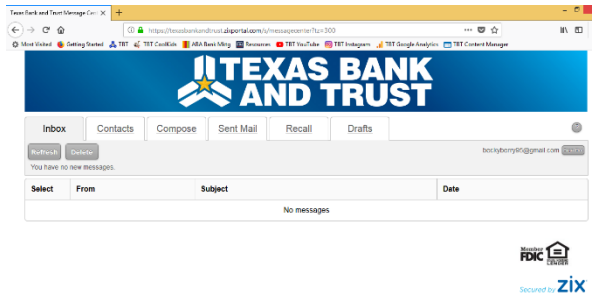 Texas Bank and Trust Message Cen
https://texasbankandtrust.zixportal.com/s/messagecenter?tz=300
Most Visited Getting Started TBT TBT CoolKids ABA Bank Mktg Resources TBT YouTube TBT Instagram TBT Google Analytics TBT Content Manager
TEXAS BANK
AND TRUST
Inbox Contacts Compose Sent Mail Recall Drafts
Refresh Delete
You have no new messages.
Select From Subject Date
No messages
Member
FDIC
LENDER
Secured by ZIX